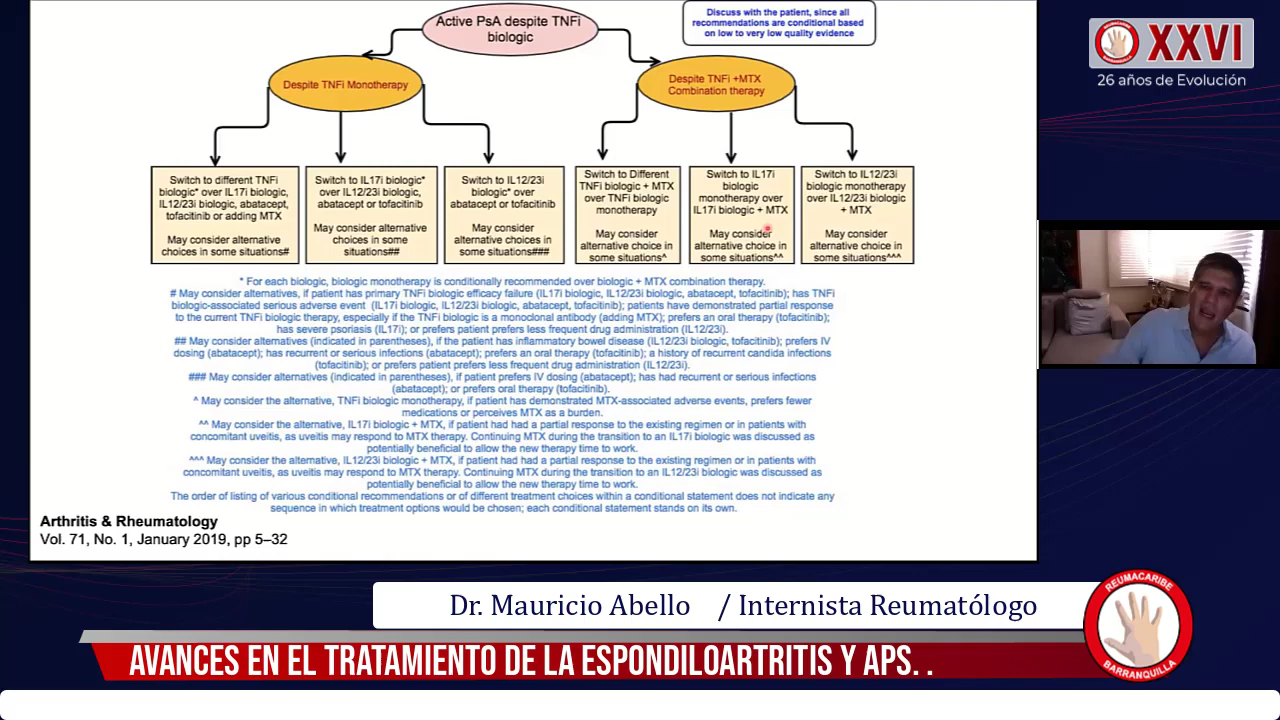 Active PsA despite TNFi
biologic
Discuss with the patient, since all
recommendations are conditional based
on low to very low quality evidence
XXVI
26 años de Evolución
Despite TNFi Monotherapy
Despite TNFi +MTX
Combination therapy
Switch to different TNFi
biologic* over IL17i biologic,
IL12/23i biologic, abatacept,
tofacitinib or adding MTX
May consider alternative
choices in some situations#
Switch to IL17i biologic*
over IL12/23i biologic,
abatacept or tofacitinib
May consider alternative
choices in some
situations##
Switch to IL12/23i
biologic* over
abatacept or tofacitinib
May consider
alternative choices in
some situations###
Switch to Different
TNFi biologic + MTX
over TNFi biologic
monotherapy
May consider
alternative choice in
some situations^
Switch to IL17i
biologic
monotherapy over
IL17i biologic + MTX
May consider
alternative choice in
some situations^^
Switch to IL12/23i
biologic monotherapy
over IL12/23i biologic
+ MTX
May consider
alternative choice in
some situations^^^
* For each biologic, biologic monotherapy is conditionally recommended over biologic + MTX combination therapy.
# May consider alternatives, if patient has primary TNFi biologic efficacy failure (IL17i biologic, IL12/23i biologic, abatacept, tofacitinib); has TNFi
biologic-associated serious adverse event (IL17i biologic, IL12/23i biologic, abatacept, tofacitinib); patients have demonstrated partial response
to the current TNFi biologic therapy, especially if the TNFi biologic is a monoclonal antibody (adding MTX); prefers an oral therapy (tofacitinib);
has severe psoriasis (IL17i); or prefers patient prefers less frequent drug administration (IL12/23i).
## May consider alternatives (indicated in parentheses), if the patient has inflammatory bowel disease (IL12/23i biologic, tofacitinib); prefers IV
dosing (abatacept); has recurrent or serious infections (abatacept); prefers an oral therapy (tofacitinib); a history of recurrent candida infections
(tofacitinib); or prefers patient prefers less frequent drug administration (IL12/23i).
### May consider alternatives (indicated in parentheses), if patient prefers IV dosing (abatacept); has had recurrent or serious infections
(abatacept); or prefers oral therapy (tofacitinib).
^ May consider the alternative, TNFi biologic monotherapy, if patient has demonstrated MTX-associated adverse events, prefers fewer
medications or perceives MTX as a burden.
^^ May consider the alternative, IL17i biologic + MTX, if patient had had a partial response to the existing regimen or in patients with
concomitant uveitis, as uveitis may respond to MTX therapy. Continuing MTX during the transition to an IL17i biologic was discussed as
potentially beneficial to allow the new therapy time to work.
^^^ May consider the alternative, IL12/23i biologic + MTX, if patient had had a partial response to the existing regimen or in patients with
concomitant uveitis, as uveitis may respond to MTX therapy. Continuing MTX during the transition to an IL12/23i biologic was discussed as
potentially beneficial to allow the new therapy time to work.
The order of listing of various conditional recommendations or of different treatment choices within a conditional statement does not indicate any
sequence in which treatment options would be chosen; each conditional statement stands on its own.
Arthritis & Rheumatology
Vol. 71, No. 1, January 2019, pp 5–32
Dr. Mauricio Abello / Internista Reumatólogo
REUMACARIBE
BARRANQUILLA
AVANCES EN EL TRATAMIENTO DE LA ESPONDILOARTRITIS Y APS. .